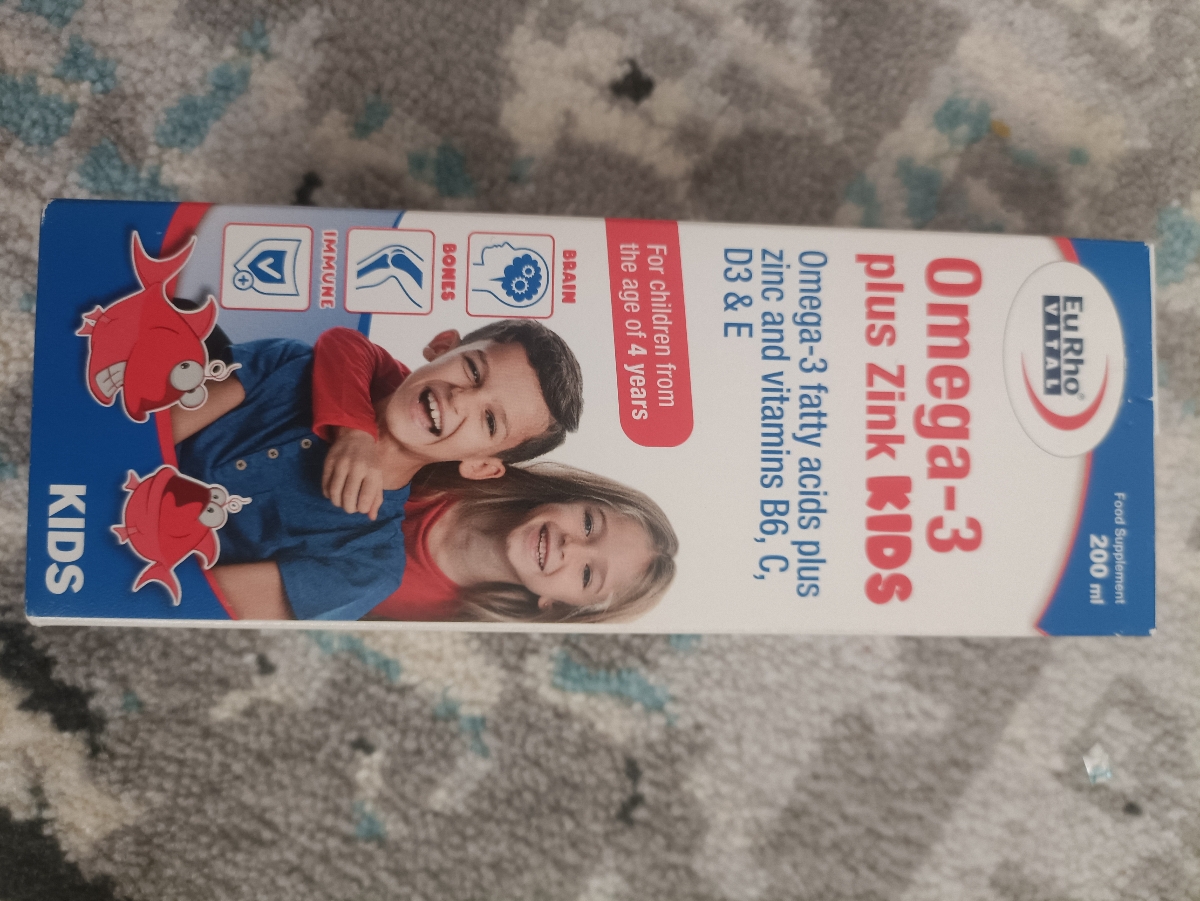 Food Supplement
200 ml
EuRho®
VITAL
Omega-3
plus Zink KIDS
Omega-3 fatty acids plus
zinc and vitamins B6, C,
D3 & E
For children from
the age of 4 years
BRAIN
BONES
IMMUNE
KIDS